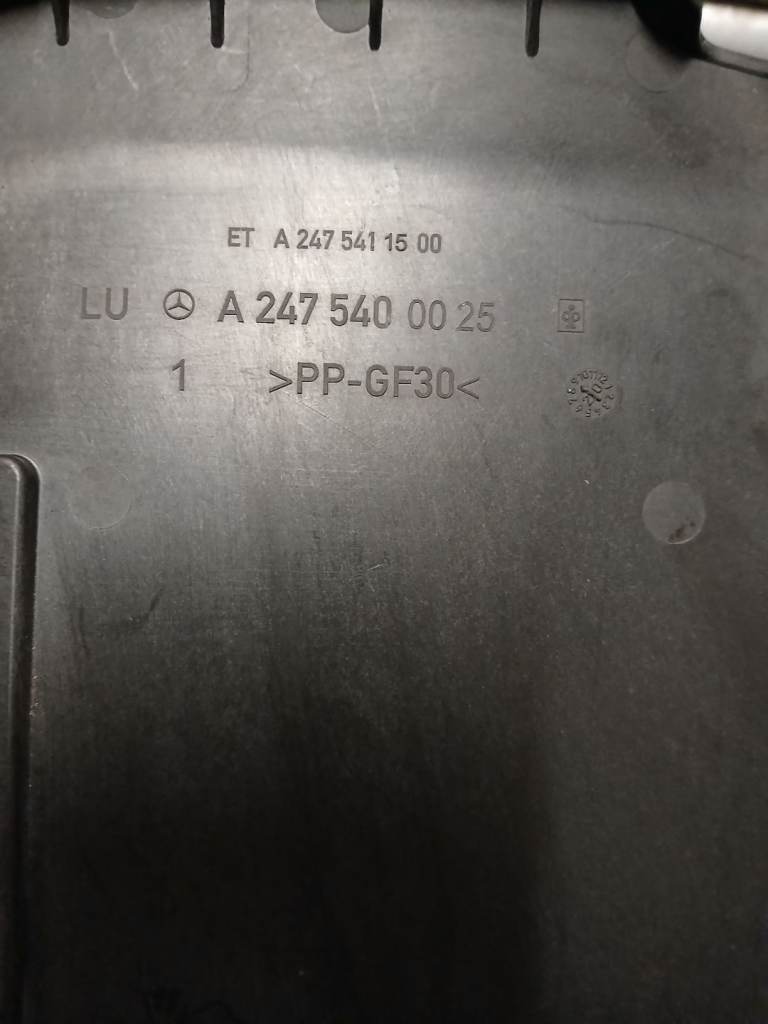 ET A 247 541 15 00
LU A 247 540 00 25
1 >PP-GF30<